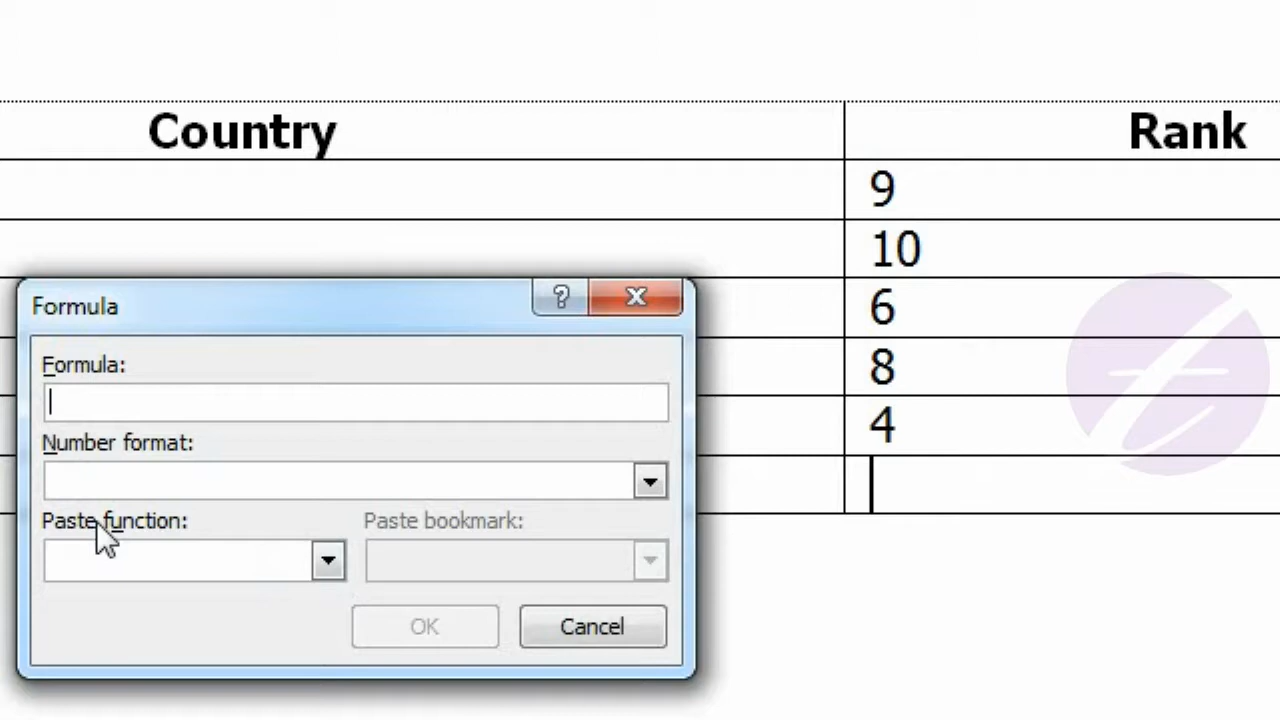 Country Rank
9
10
6
8
4
Formula
?
Formula:
Number format:
Paste function: Paste bookmark:
OK Cancel